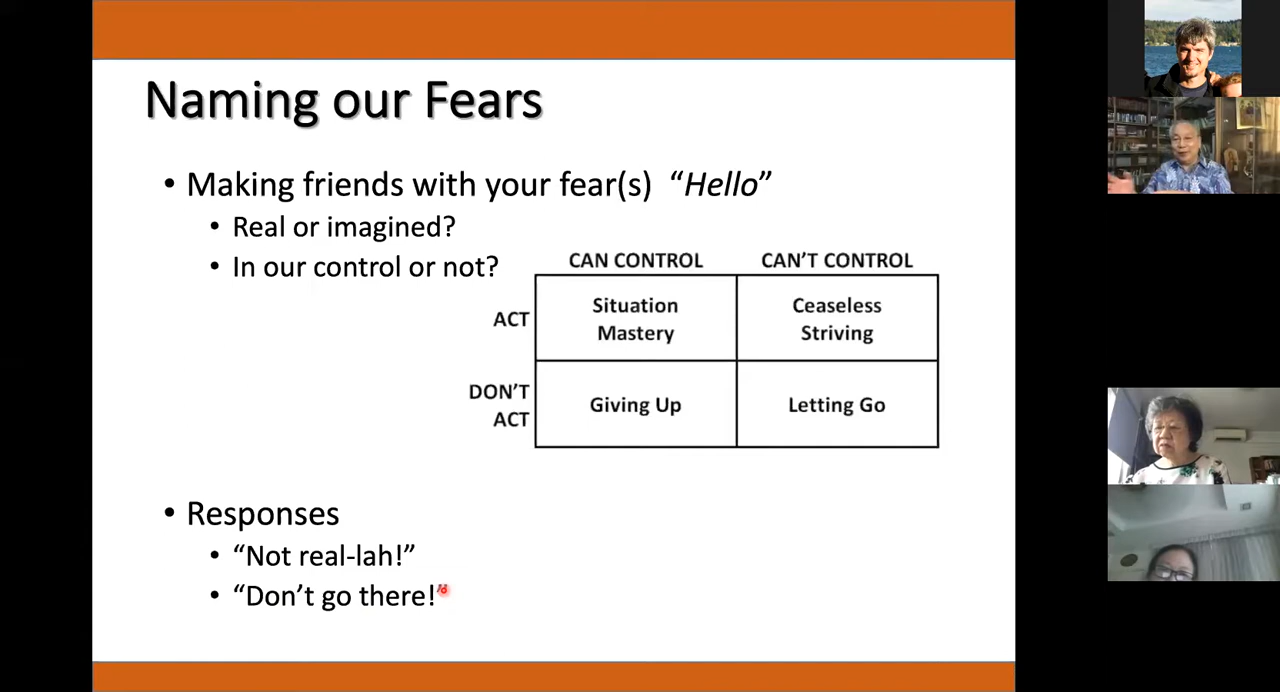 Naming our Fears
• Making friends with your fear(s) “Hello”
• Real or imagined?
• In our control or not?
CAN CONTROL CAN’T CONTROL
ACT
Situation
Mastery
Ceaseless
Striving
DON’T
ACT
Giving Up
Letting Go
• Responses
• “Not real-lah!”
• “Don’t go there!”